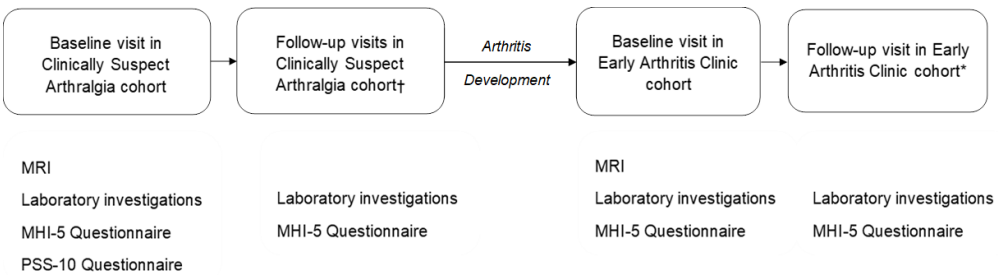 Baseline visit in
Clinically Suspect
Arthralgia cohort
Follow-up visits in
Clinically Suspect
Arthralgia cohort†
Arthritis
Development
Baseline visit in
Early Arthritis Clinic
cohort
Follow-up visit in Early
Arthritis Clinic cohort*
MRI
Laboratory investigations
MHI-5 Questionnaire
PSS-10 Questionnaire
Laboratory investigations
MHI-5 Questionnaire
MRI
Laboratory investigations
MHI-5 Questionnaire
Laboratory investigations
MHI-5 Questionnaire